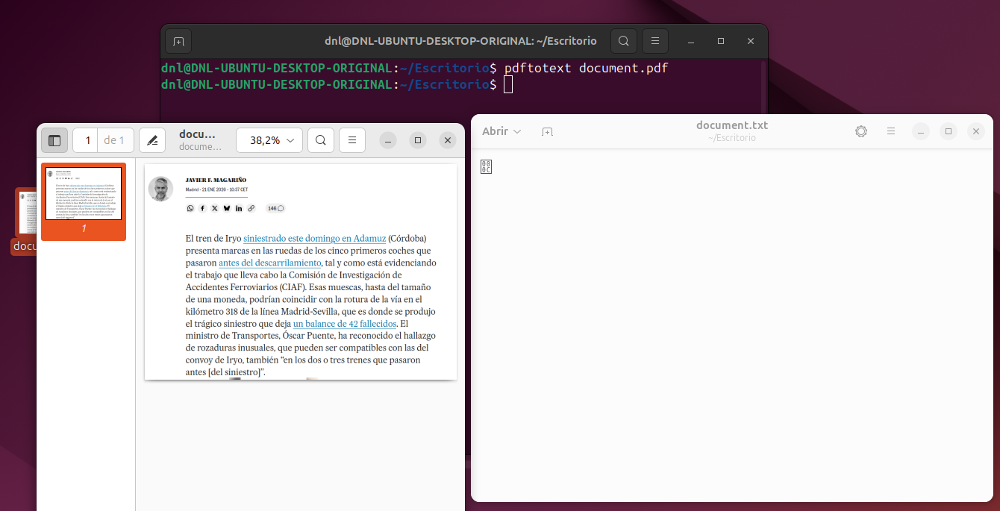 dnl@DNL-UBUNTU-DESKTOP-ORIGINAL: ~/Escritorio
dnl@DNL-UBUNTU-DESKTOP-ORIGINAL:~/Escritorio$ pdftotext document.pdf
dnl@DNL-UBUNTU-DESKTOP-ORIGINAL:~/Escritorio$
1 de 1
docu...
docume...
38,2%
1
docu
JAVIER F. MAGARIÑO
Madrid - 21 ENE 2026 - 10:37 CET
146
El tren de Iryo siniestrado este domingo en Adamuz (Córdoba)
presenta marcas en las ruedas de los cinco primeros coches que
pasaron antes del descarrilamiento, tal y como está evidenciando
el trabajo que lleva cabo la Comisión de Investigación de
Accidentes Ferroviarios (CIAF). Esas muescas, hasta del tamaño
de una moneda, podrían coincidir con la rotura de la vía en el
kilómetro 318 de la línea Madrid-Sevilla, que es donde se produjo
el trágico siniestro que deja un balance de 42 fallecidos. El
ministro de Transportes, Óscar Puente, ha reconocido el hallazgo
de rozaduras inusuales, que pueden ser compatibles con las del
convoy de Iryo, también “en los dos o tres trenes que pasaron
antes [del siniestro]”.
Abrir
document.txt
~/Escritorio
00
0C